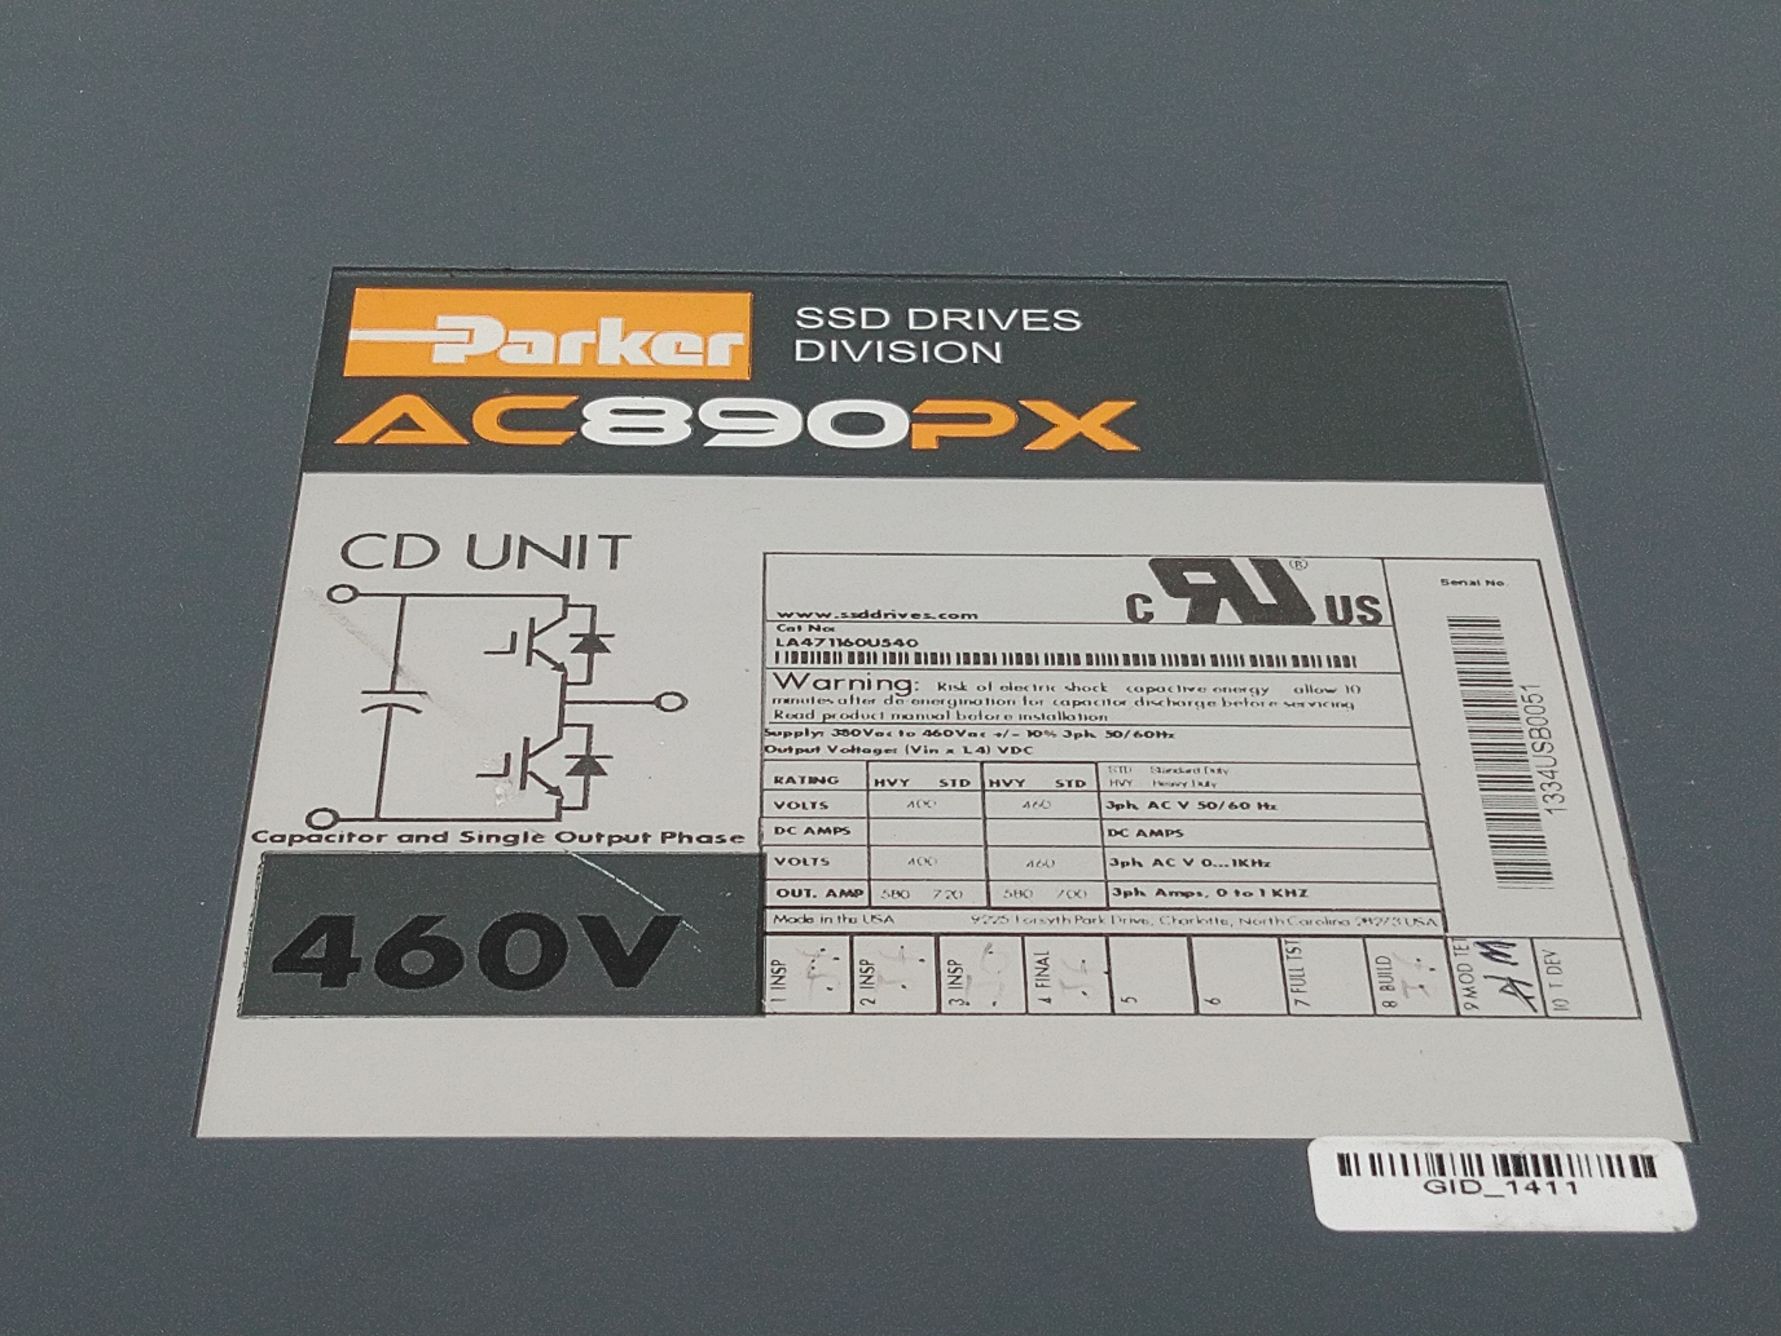 Parker
SSD DRIVES
DIVISION
AC890PX
CD UNIT
Capacitor and Single Output Phase
460V
C RU ® US
www.ssddrives.com
Cat No:
LA471160U540
Warning: Risk of electric shock capacitive energy allow 10
minutes after de-energination for capacitor discharge before servicing
Read product manual before installation
Supply: 380Vac to 460Vac +/- 10% 3ph. 50/60Hz
Output Voltages (Vin x 1.4) VDC
RATING HVY STD HVY STD STD Standard Duty
HVY Heavy Duty
VOLTS 400 460 3ph. AC V 50/60 Hz
DC AMPS DC AMPS
VOLTS 400 460 3ph. AC V 0...1KHz
OUT. AMP 580 720 580 700 3ph. Amps, 0 to 1 KHZ
Made in the USA 9225 Forsyth Park Drive, Charlotte, North Carolina 28273 USA
1 INSP
2 INSP
3 INSP
4 FINAL
5
6
7 FULL TST
8 BUILD
9 MOD TET
10 T.DEV
Serial No.
1334USB0051
GID_1411